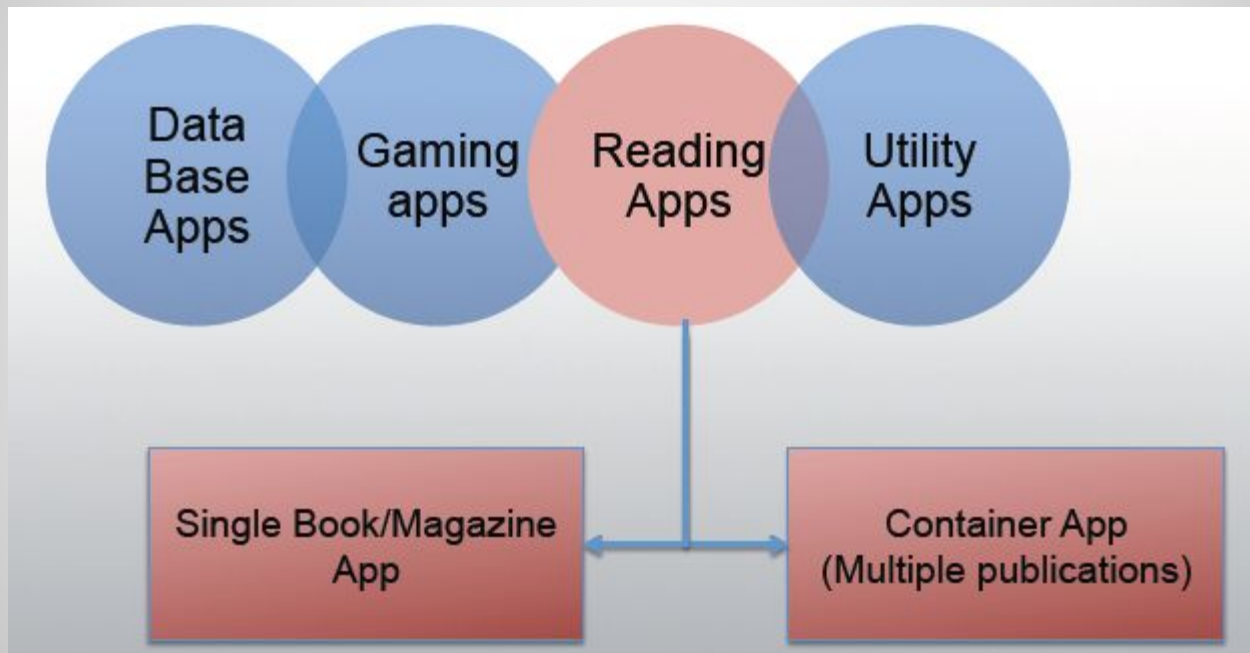 Data
Base
Apps
Gaming
apps
Reading
Apps
Utility
Apps
Single Book/Magazine
App
Container App
(Multiple publications)